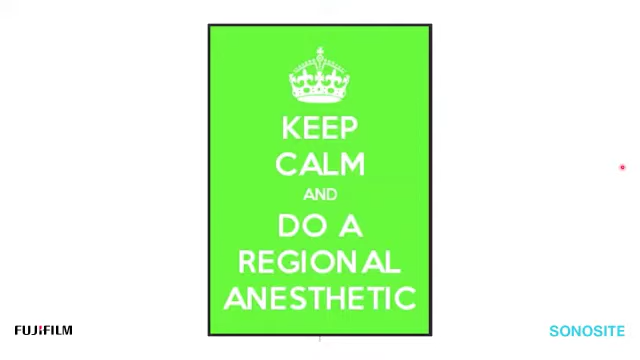 KEEP
CALM
AND
DO A
REGIONAL
ANESTHETIC
FUJIFILM
SONOSITE